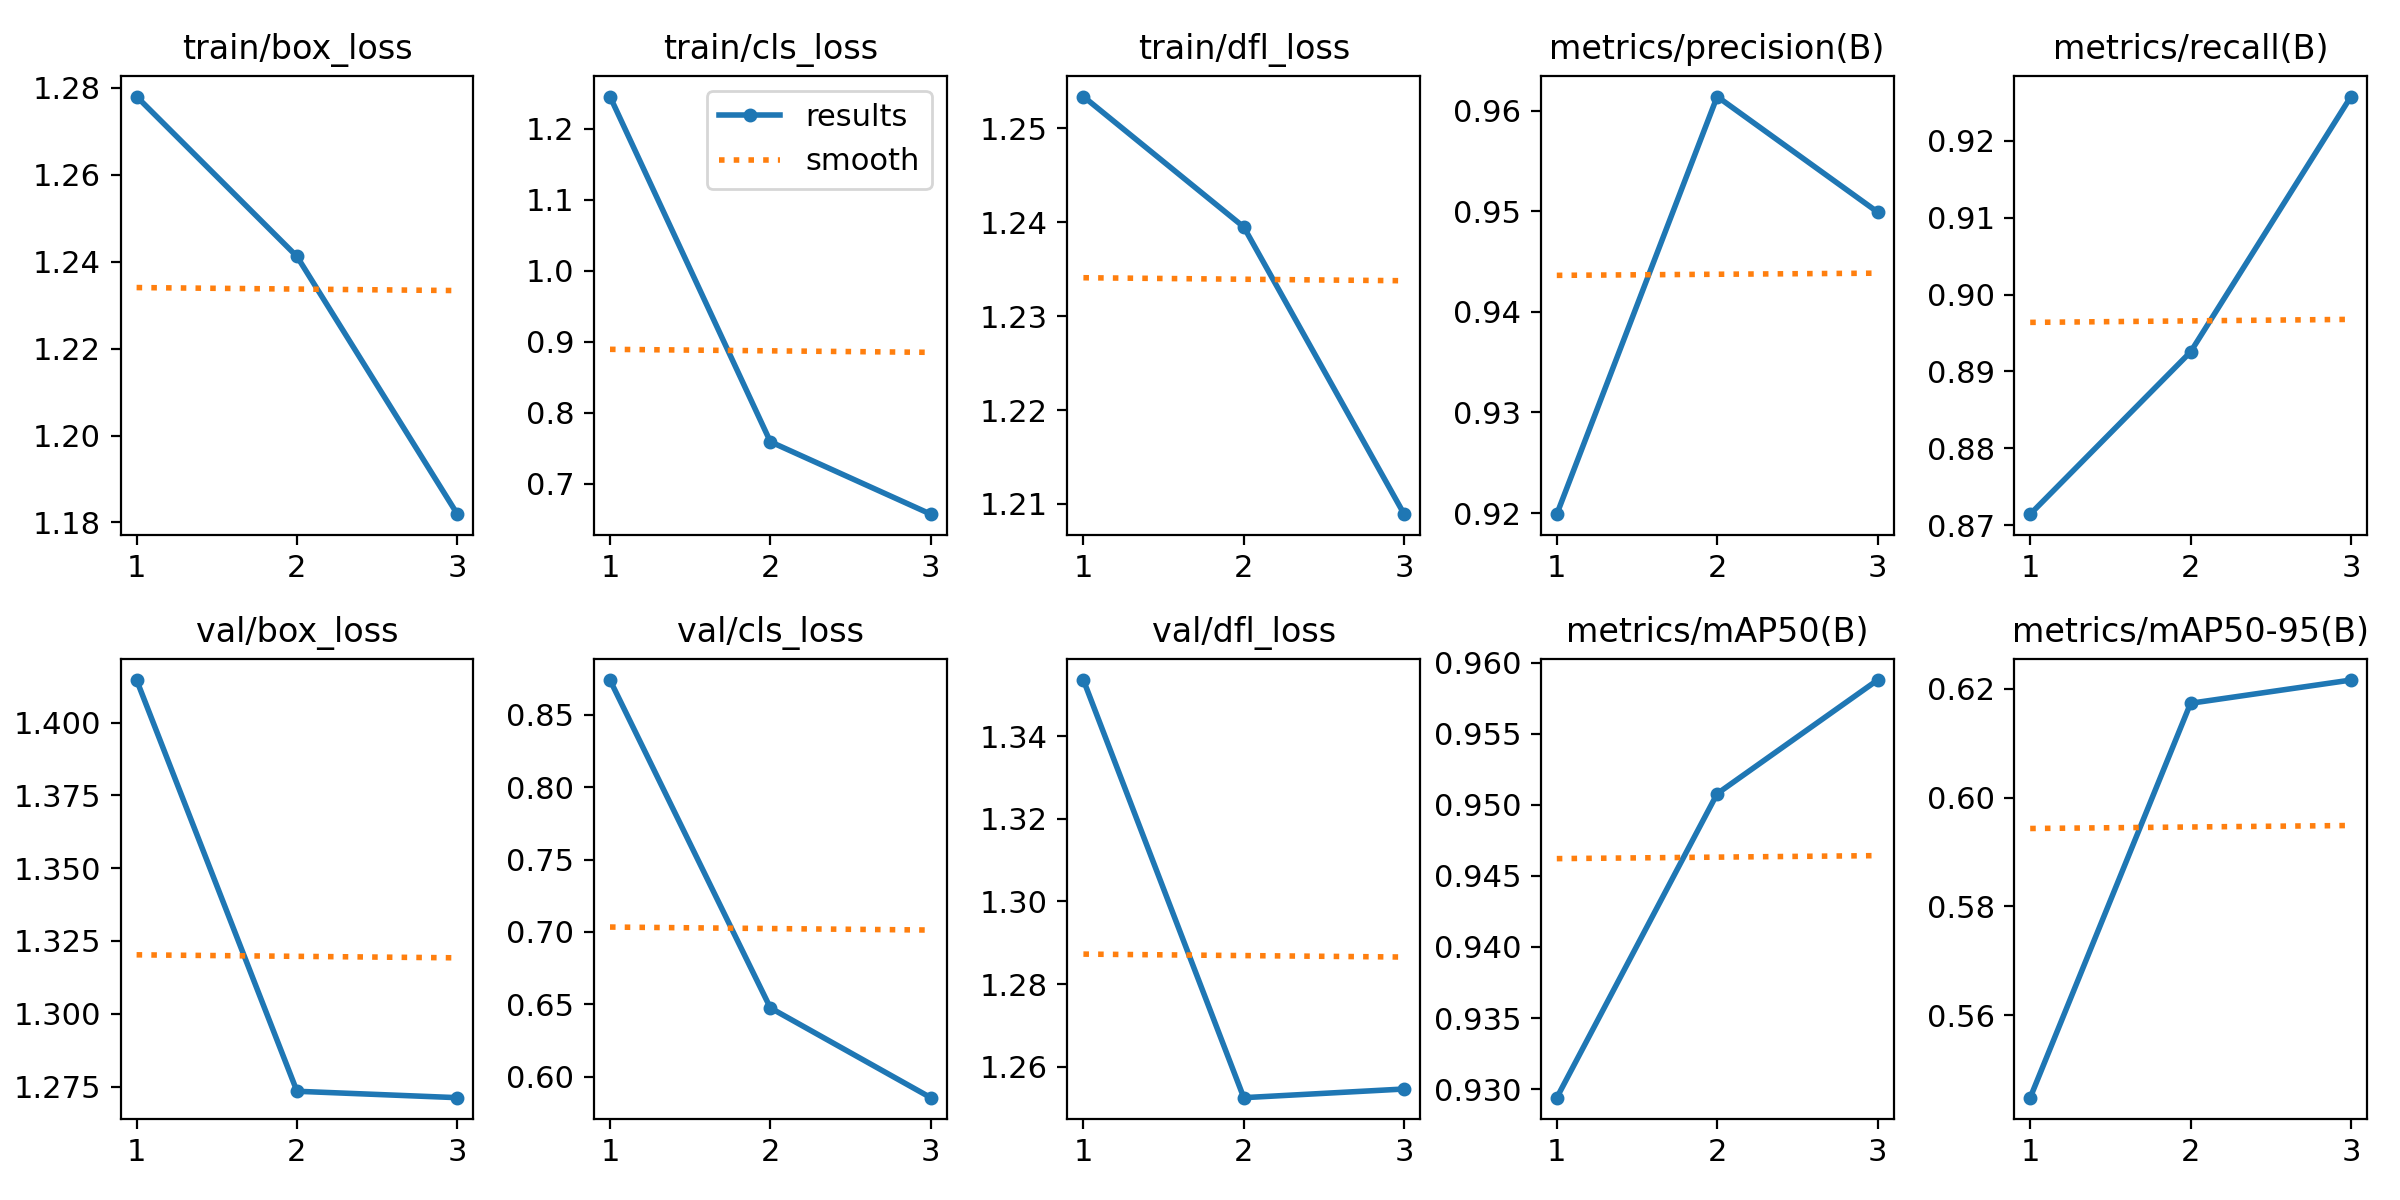 train/box_loss
1.28
1.26
1.24
1.22
1.20
1.18
1 2 3
train/cls_loss
results
smooth
1.2
1.1
1.0
0.9
0.8
0.7
1 2 3
train/dfl_loss
1.25
1.24
1.23
1.22
1.21
1 2 3
metrics/precision(B)
0.96
0.95
0.94
0.93
0.92
1 2 3
metrics/recall(B)
0.92
0.91
0.90
0.89
0.88
0.87
1 2 3
val/box_loss
1.400
1.375
1.350
1.325
1.300
1.275
1 2 3
val/cls_loss
0.85
0.80
0.75
0.70
0.65
0.60
1 2 3
val/dfl_loss
1.34
1.32
1.30
1.28
1.26
1 2 3
metrics/mAP50(B)
0.960
0.955
0.950
0.945
0.940
0.935
0.930
1 2 3
metrics/mAP50-95(B)
0.62
0.60
0.58
0.56
1 2 3